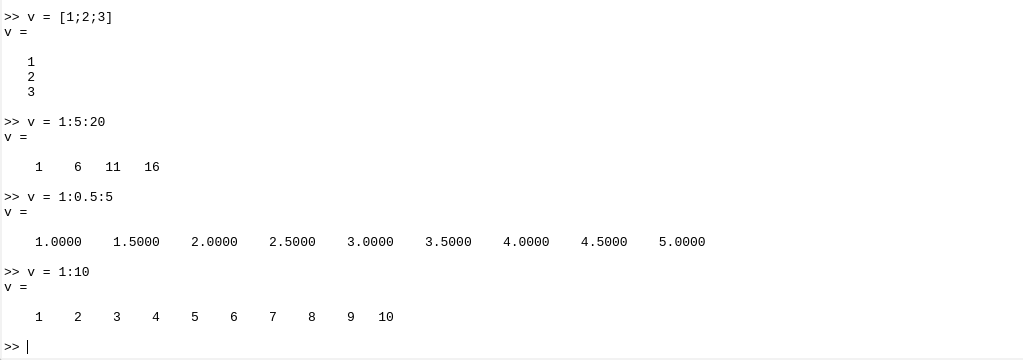 >> v = [1;2;3]
v =
1
2
3
>> v = 1:5:20
v =
1 6 11 16
>> v = 1:0.5:5
v =
1.0000 1.5000 2.0000 2.5000 3.0000 3.5000 4.0000 4.5000 5.0000
>> v = 1:10
v =
1 2 3 4 5 6 7 8 9 10
>>